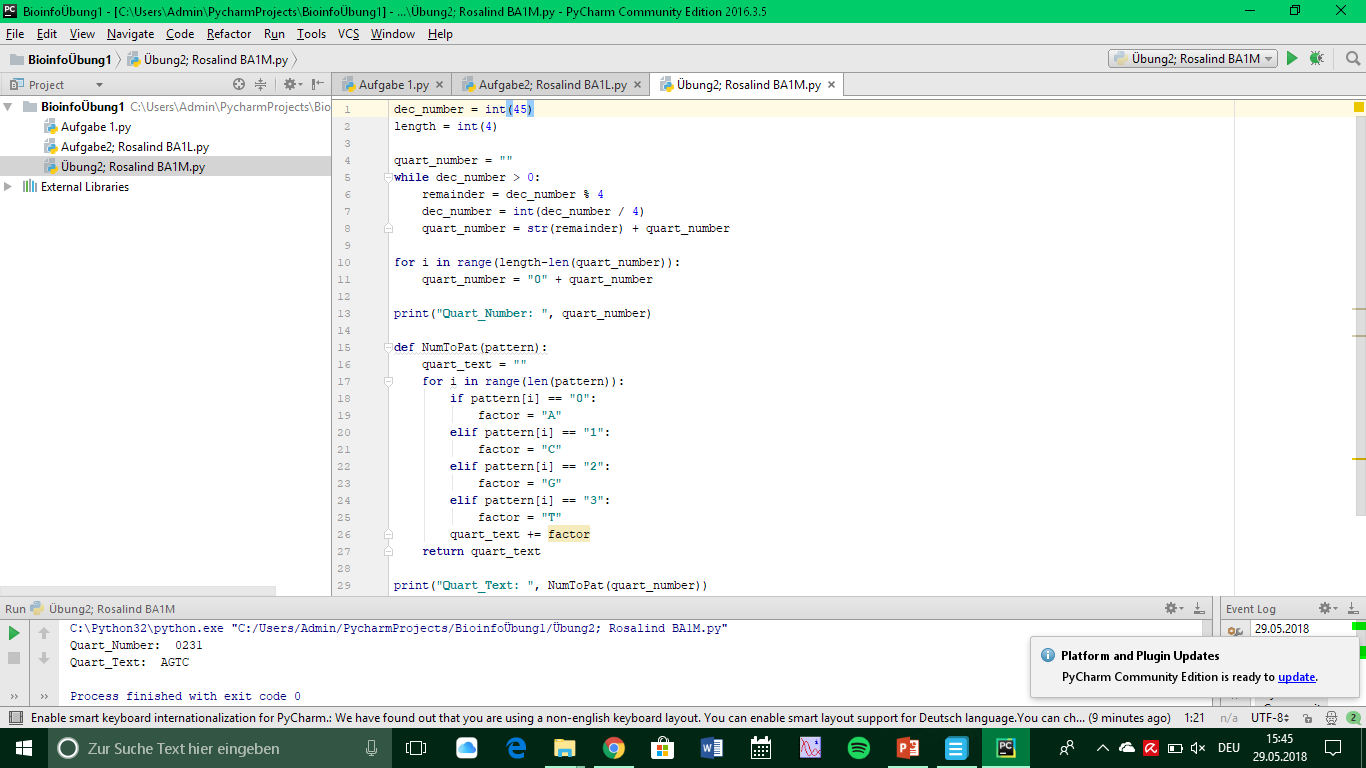 BioinfoÜbung1 - [C:\Users\Admin\PycharmProjects\BioinfoÜbung1] - ...\Übung2; Rosalind BA1M.py - PyCharm Community Edition 2016.3.5
File Edit View Navigate Code Refactor Run Tools VCS Window Help
BioinfoÜbung1 Übung2; Rosalind BA1M.py Übung2; Rosalind BA1M
Project Aufgabe 1.py Aufgabe2; Rosalind BA1L.py Übung2; Rosalind BA1M.py
BioinfoÜbung1 C:\Users\Admin\PycharmProjects\Bio
Aufgabe 1.py
Aufgabe2; Rosalind BA1L.py
Übung2; Rosalind BA1M.py
External Libraries
1 dec_number = int(45)
2 length = int(4)
3
4 quart_number = ""
5 while dec_number > 0:
6 remainder = dec_number % 4
7 dec_number = int(dec_number / 4)
8 quart_number = str(remainder) + quart_number
9
10 for i in range(length-len(quart_number)):
11 quart_number = "0" + quart_number
12
13 print("Quart_Number: ", quart_number)
14
15 def NumToPat(pattern):
16 quart_text = ""
17 for i in range(len(pattern)):
18 if pattern[i] == "0":
19 factor = "A"
20 elif pattern[i] == "1":
21 factor = "C"
22 elif pattern[i] == "2":
23 factor = "G"
24 elif pattern[i] == "3":
25 factor = "T"
26 quart_text += factor
27 return quart_text
28
29 print("Quart_Text: ", NumToPat(quart_number))
Run Übung2; Rosalind BA1M
C:\Python32\python.exe "C:/Users/Admin/PycharmProjects/BioinfoÜbung1/Übung2; Rosalind BA1M.py"
Quart_Number: 0231
Quart_Text: AGTC
Process finished with exit code 0
Event Log
29.05.2018
Platform and Plugin Updates
PyCharm Community Edition is ready to update.
Enable smart keyboard internationalization for PyCharm.: We have found out that you are using a non-english keyboard layout. You can enable smart layout support for Deutsch language.You can ch... (9 minutes ago) 1:21 n/a UTF-8 2
Zur Suche Text hier eingeben
DEU
15:45
29.05.2018